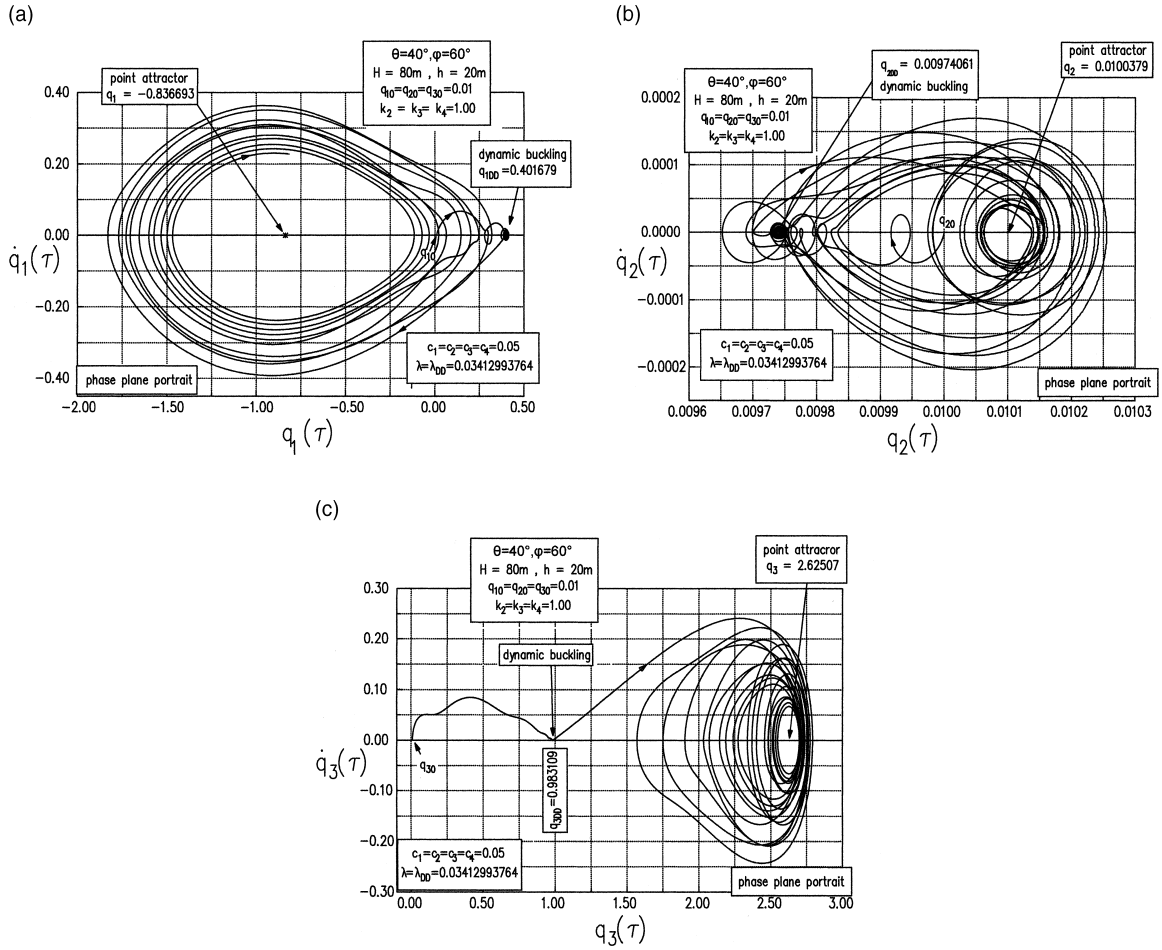 (a)
θ=40°,φ=60°
H = 80m , h = 20m
q10=q20=q30=0.01
k2 = k3= k4=1.00
point attractor
q1 = −0.836693
dynamic buckling
q1DD=0.401679
q10
c1=c2=c3=c4=0.05
λ=λDD=0.03412993764
phase plane portrait
0.40
0.20
0.00
−0.20
−0.40
q̇1(τ)
−2.00 −1.50 −1.00 −0.50 0.00 0.50
q1(τ)
(b)
θ=40°,φ=60°
H = 80m , h = 20m
q10=q20=q30=0.01
k2=k3=k4=1.00
q2DD = 0.00974061
dynamic buckling
point attractor
q2 = 0.0100379
q20
c1=c2=c3=c4=0.05
λ=λDD=0.03412993764
phase plane portrait
0.0002
0.0001
0.0000
−0.0001
−0.0002
q̇2(τ)
0.0096 0.0097 0.0098 0.0099 0.0100 0.0101 0.0102 0.0103
q2(τ)
(c)
θ=40°,φ=60°
H = 80m , h = 20m
q10=q20=q30=0.01
k2=k3=k4=1.00
point attracror
q3 = 2.62507
dynamic buckling
q3DD=0.983109
q30
c1=c2=c3=c4=0.05
λ=λDD=0.03412993764
phase plane portrait
0.30
0.20
0.10
0.00
−0.10
−0.20
−0.30
q̇3(τ)
0.00 0.50 1.00 1.50 2.00 2.50 3.00
q3(τ)